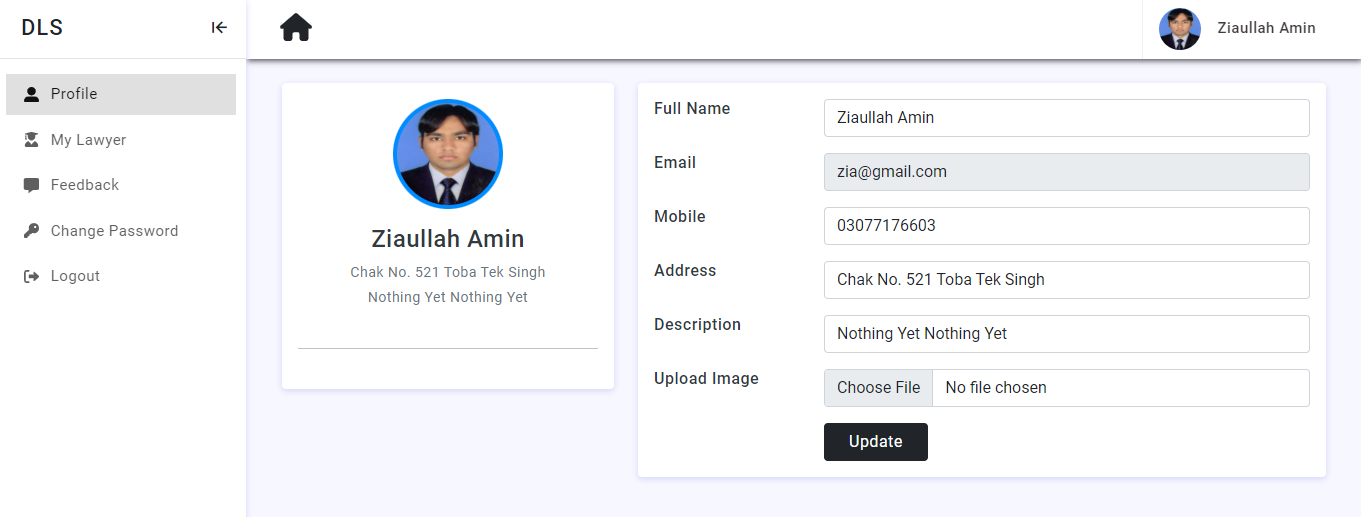 DLS
Ziaullah Amin
Profile
My Lawyer
Feedback
Change Password
Logout
Ziaullah Amin
Chak No. 521 Toba Tek Singh
Nothing Yet Nothing Yet
Full Name
Ziaullah Amin
Email
zia@gmail.com
Mobile
03077176603
Address
Chak No. 521 Toba Tek Singh
Description
Nothing Yet Nothing Yet
Upload Image
Choose File No file chosen
Update